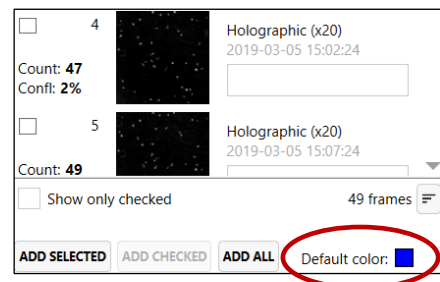 4
Holographic (x20)
2019-03-05 15:02:24
Count: 47
Confl: 2%
5
Holographic (x20)
2019-03-05 15:07:24
Count: 49
Show only checked
49 frames
ADD SELECTED ADD CHECKED ADD ALL Default color: